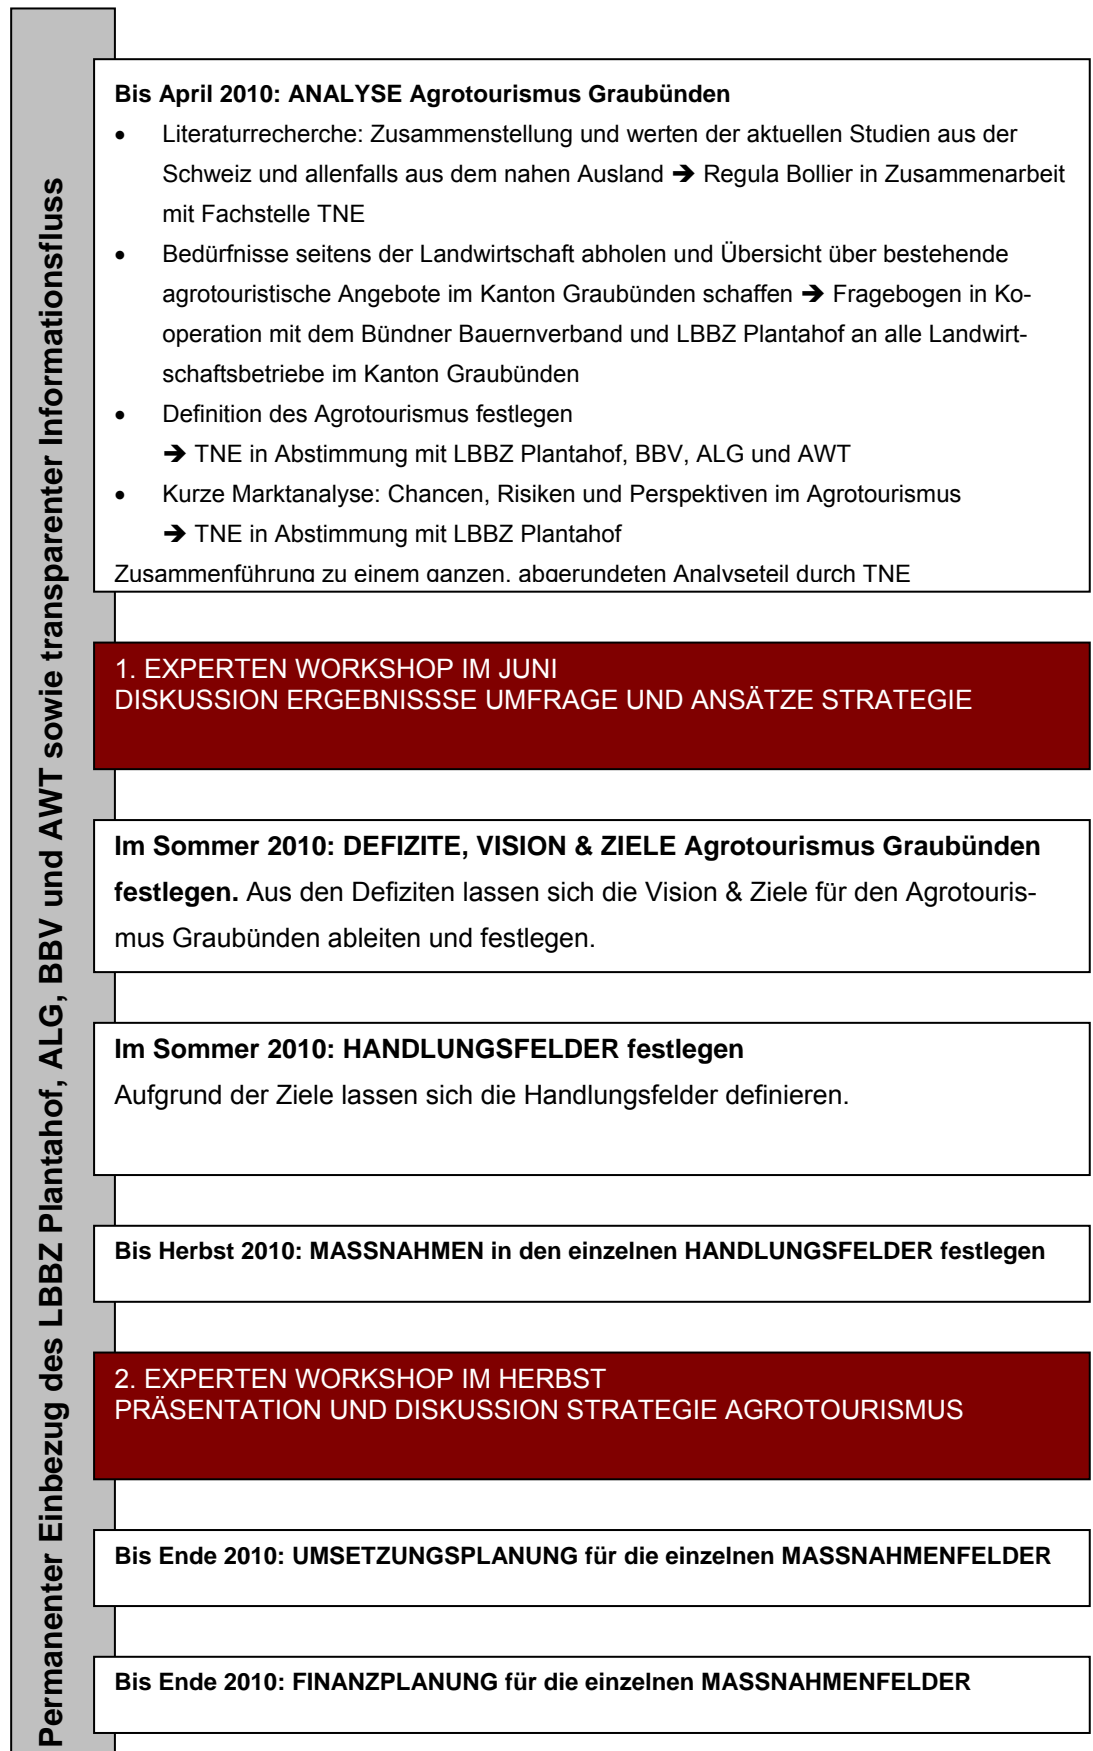 Permanenter Einbezug des LBBZ Plantahof, ALG, BBV und AWT sowie transparenter Informationsfluss
Bis April 2010: ANALYSE Agrotourismus Graubünden
• Literaturrecherche: Zusammenstellung und werten der aktuellen Studien aus der
Schweiz und allenfalls aus dem nahen Ausland ➔ Regula Bollier in Zusammenarbeit
mit Fachstelle TNE
• Bedürfnisse seitens der Landwirtschaft abholen und Übersicht über bestehende
agrotouristische Angebote im Kanton Graubünden schaffen ➔ Fragebogen in Ko-
operation mit dem Bündner Bauernverband und LBBZ Plantahof an alle Landwirt-
schaftsbetriebe im Kanton Graubünden
• Definition des Agrotourismus festlegen
➔ TNE in Abstimmung mit LBBZ Plantahof, BBV, ALG und AWT
• Kurze Marktanalyse: Chancen, Risiken und Perspektiven im Agrotourismus
➔ TNE in Abstimmung mit LBBZ Plantahof
Zusammenführung zu einem ganzen, abgerundeten Analyseteil durch TNE
1. EXPERTEN WORKSHOP IM JUNI
DISKUSSION ERGEBNISSSE UMFRAGE UND ANSÄTZE STRATEGIE
Im Sommer 2010: DEFIZITE, VISION & ZIELE Agrotourismus Graubünden
festlegen. Aus den Defiziten lassen sich die Vision & Ziele für den Agrotouris-
mus Graubünden ableiten und festlegen.
Im Sommer 2010: HANDLUNGSFELDER festlegen
Aufgrund der Ziele lassen sich die Handlungsfelder definieren.
Bis Herbst 2010: MASSNAHMEN in den einzelnen HANDLUNGSFELDER festlegen
2. EXPERTEN WORKSHOP IM HERBST
PRÄSENTATION UND DISKUSSION STRATEGIE AGROTOURISMUS
Bis Ende 2010: UMSETZUNGSPLANUNG für die einzelnen MASSNAHMENFELDER
Bis Ende 2010: FINANZPLANUNG für die einzelnen MASSNAHMENFELDER